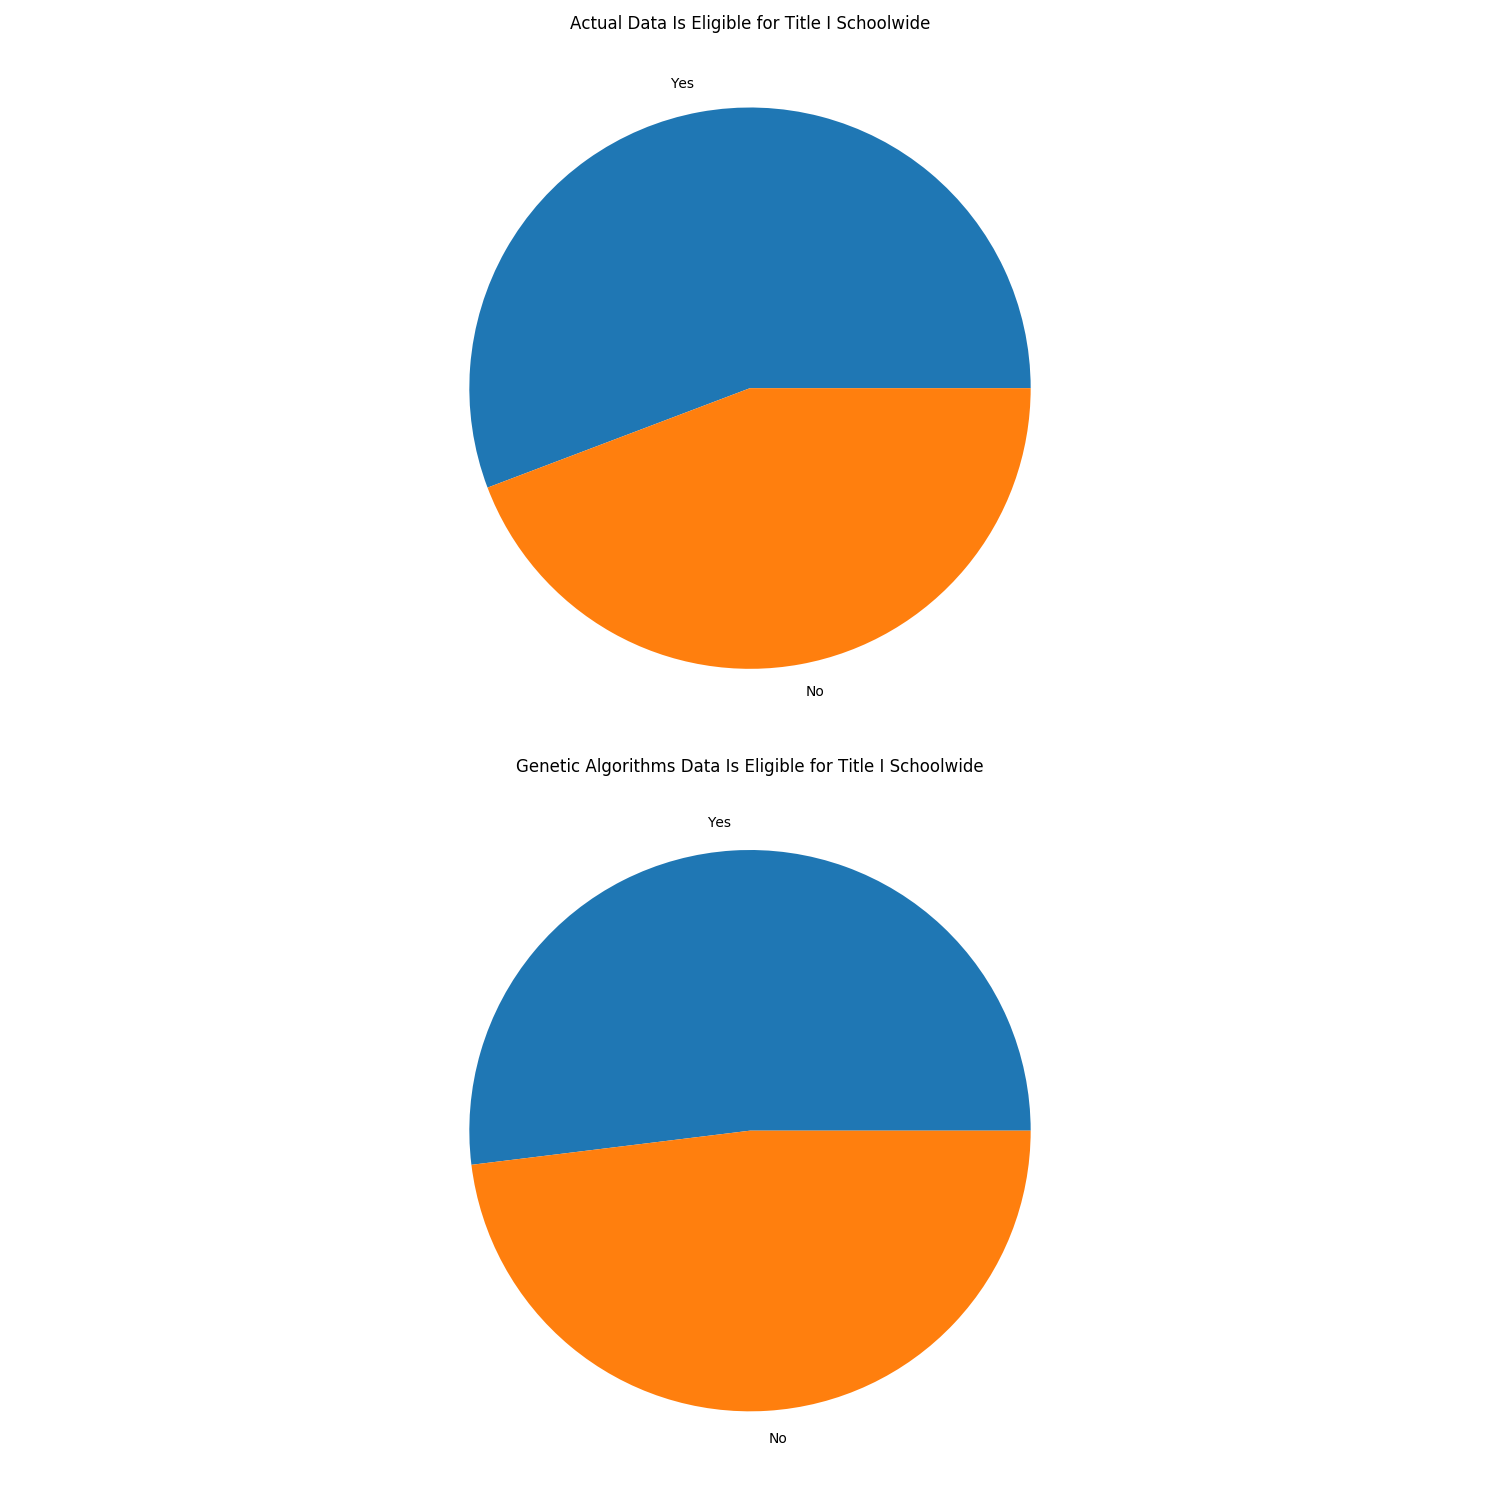 Actual Data Is Eligible for Title I Schoolwide
Yes
No
Genetic Algorithms Data Is Eligible for Title I Schoolwide
Yes
No